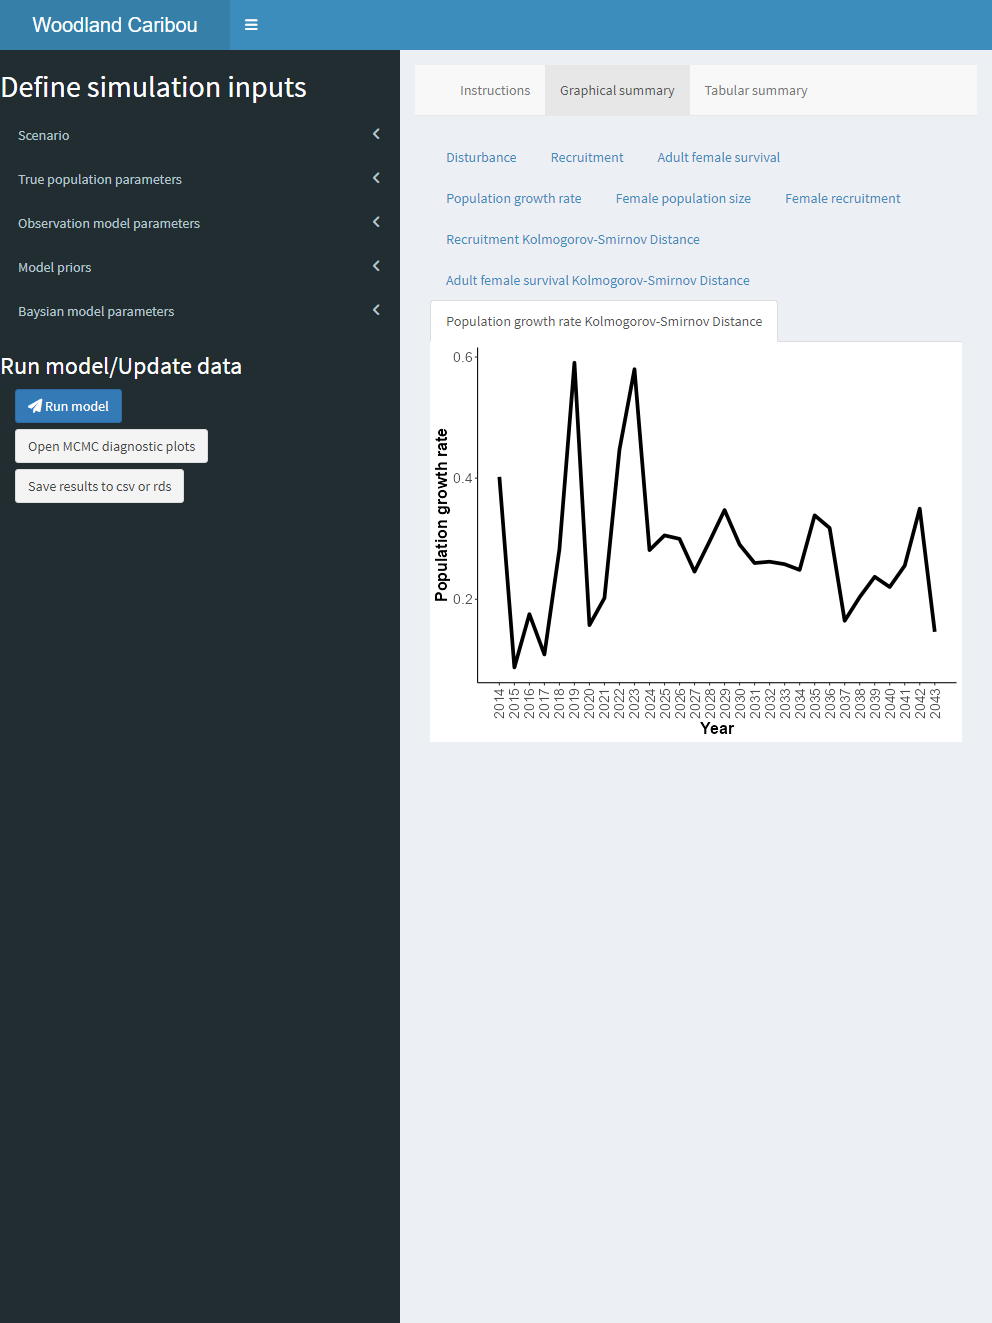 Woodland Caribou
Define simulation inputs
Scenario
True population parameters
Observation model parameters
Model priors
Baysian model parameters
Run model/Update data
Run model
Open MCMC diagnostic plots
Save results to csv or rds
Instructions Graphical summary Tabular summary
Disturbance Recruitment Adult female survival
Population growth rate Female population size Female recruitment
Recruitment Kolmogorov-Smirnov Distance
Adult female survival Kolmogorov-Smirnov Distance
Population growth rate Kolmogorov-Smirnov Distance
Population growth rate
0.6
0.4
0.2
2014 2015 2016 2017 2018 2019 2020 2021 2022 2023 2024 2025 2026 2027 2028 2029 2030 2031 2032 2033 2034 2035 2036 2037 2038 2039 2040 2041 2042 2043
Year